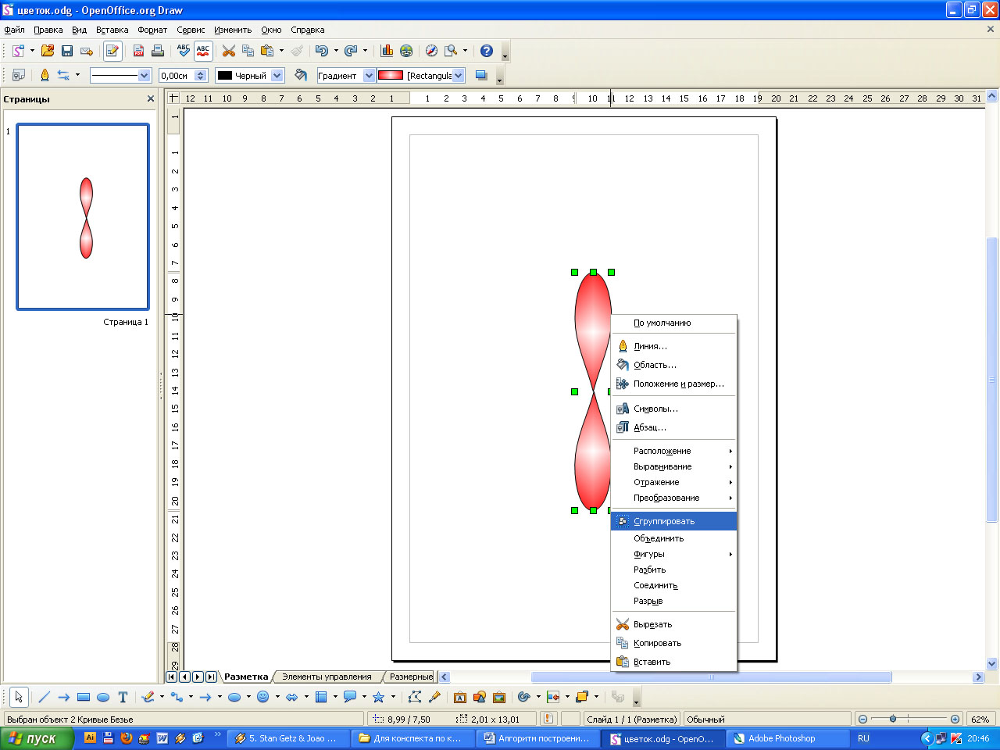 цветок.odg - OpenOffice.org Draw
Файл Правка Вид Вставка Формат Сервис Изменить Окно Справка
ABC ABC
0,00см Черный Градиент [Rectangula
Страницы
12 11 10 9 8 7 6 5 4 3 2 1 1 2 3 4 5 6 7 8 9 10 11 12 13 14 15 16 17 18 19 20 21 22 23 24 25 26 27 28 29 30 31
1
Страница 1
1 1 2 3 4 5 6 7 8 9 10 11 12 13 14 15 16 17 18 19 20 21 22 23 24 25 26 27 28 29
По умолчанию
Линия...
Область...
Положение и размер...
Символы...
Абзац...
Расположение
Выравнивание
Отражение
Преобразование
Сгруппировать
Объединить
Фигуры
Разбить
Соединить
Разрыв
Вырезать
Копировать
Вставить
Разметка Элементы управления Размерные
Выбран объект 2 Кривые Безье 8,99 / 7,50 2,01 x 13,01 Слайд 1 / 1 (Разметка) Обычный 62%
пуск Ai 5. Stan Getz & Joao ... Для конспекта по к... Алгоритм построени... цветок.odg - OpenO... Adobe Photoshop RU 20:46